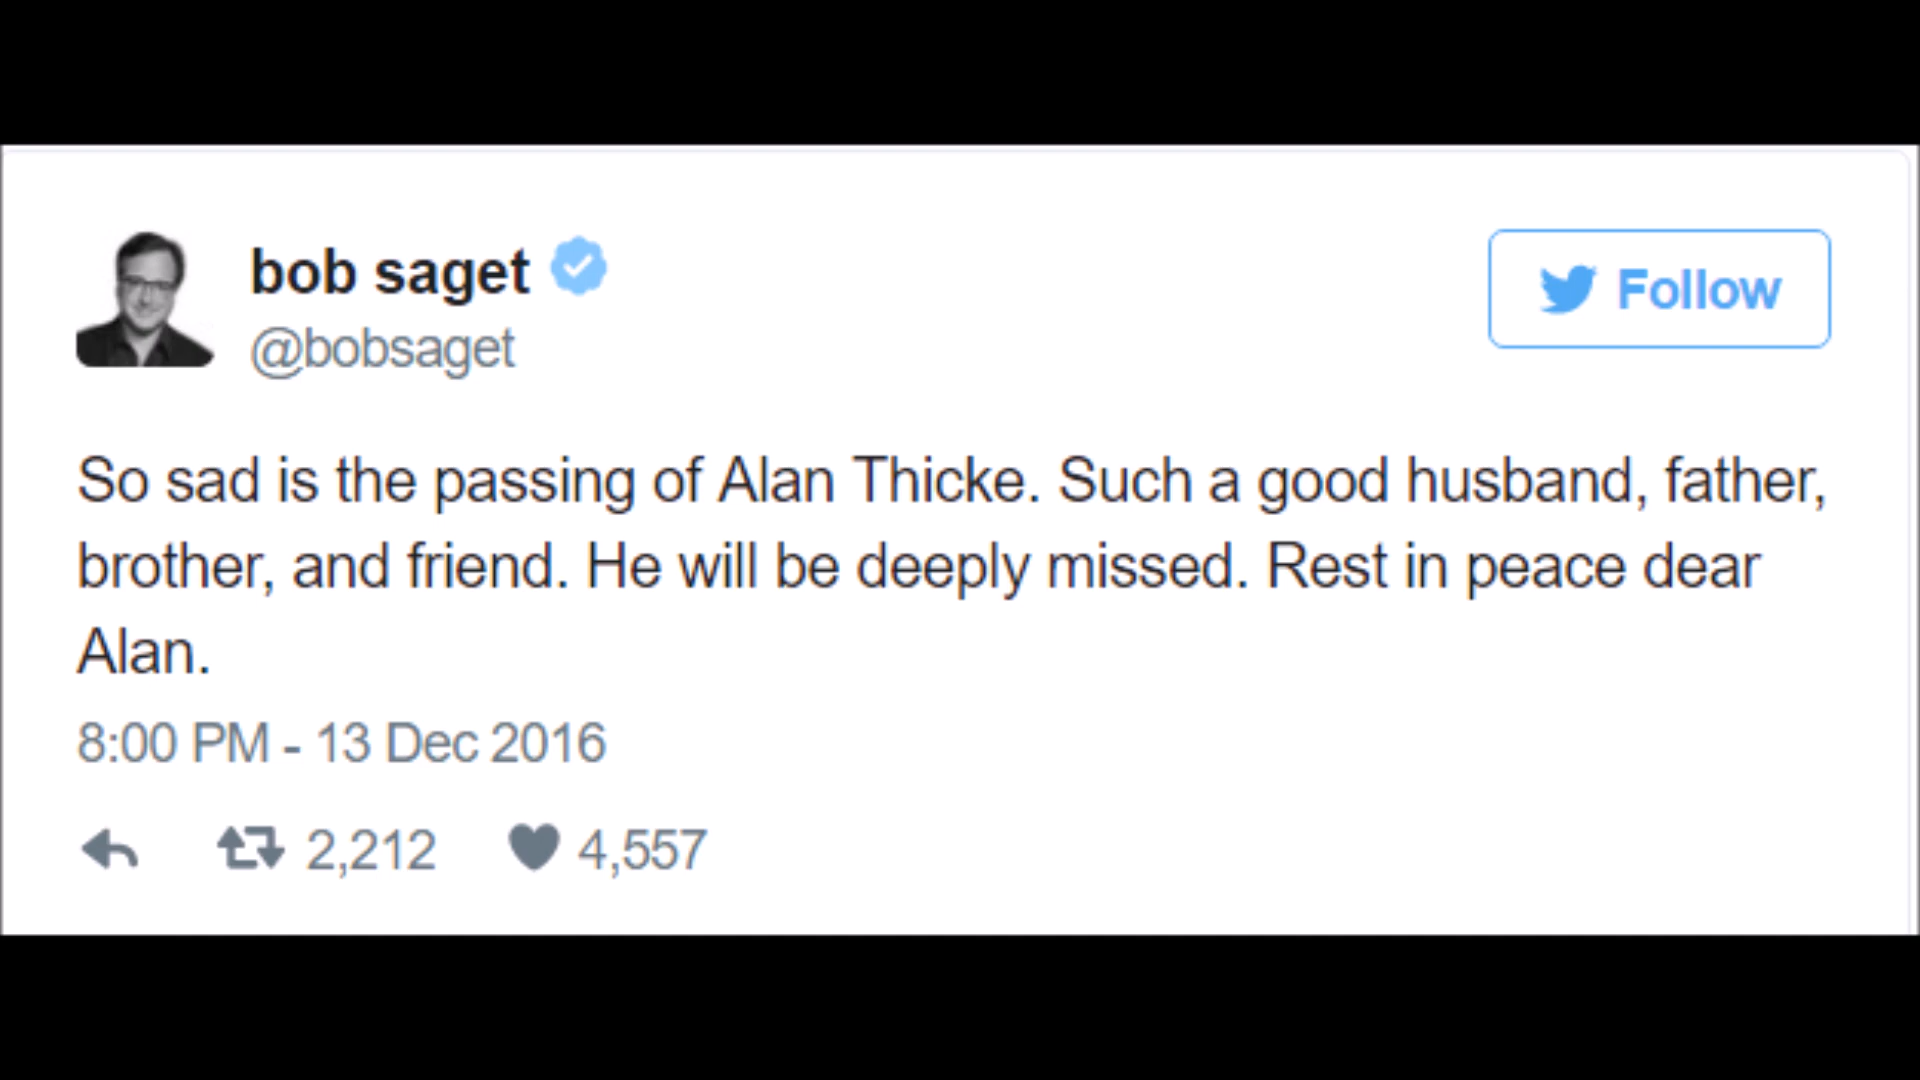 bob saget
@bobsaget
Follow
So sad is the passing of Alan Thicke. Such a good husband, father,
brother, and friend. He will be deeply missed. Rest in peace dear
Alan.
8:00 PM - 13 Dec 2016
2,212 4,557